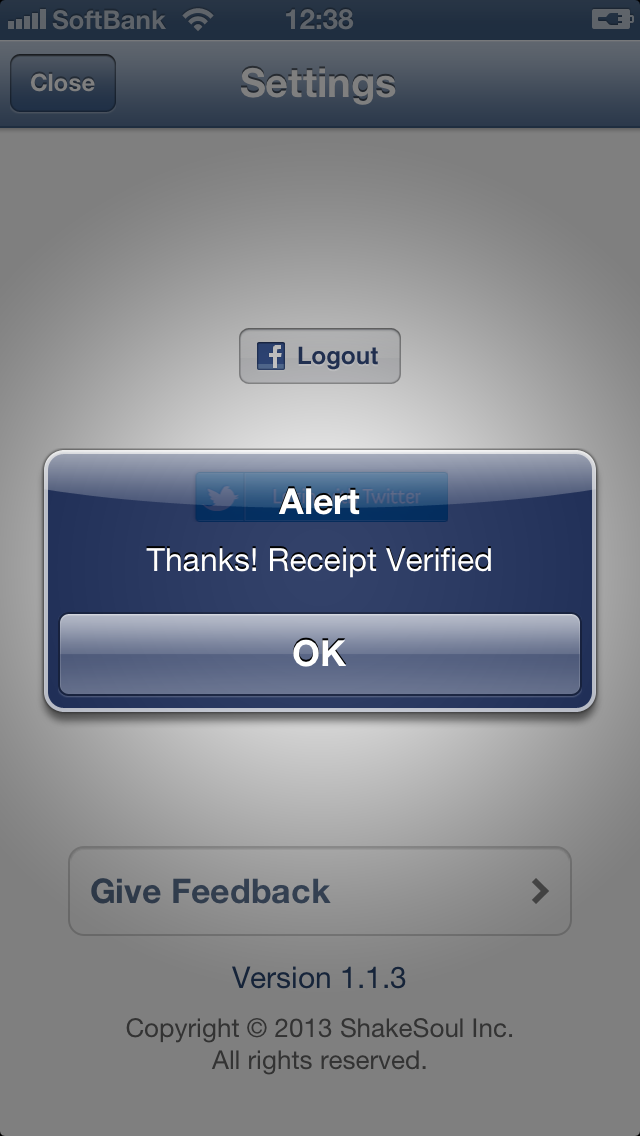 SoftBank 12:38
Close Settings
Logout
Twitter
Alert
Thanks! Receipt Verified
OK
Give Feedback
Version 1.1.3
Copyright © 2013 ShakeSoul Inc.
All rights reserved.